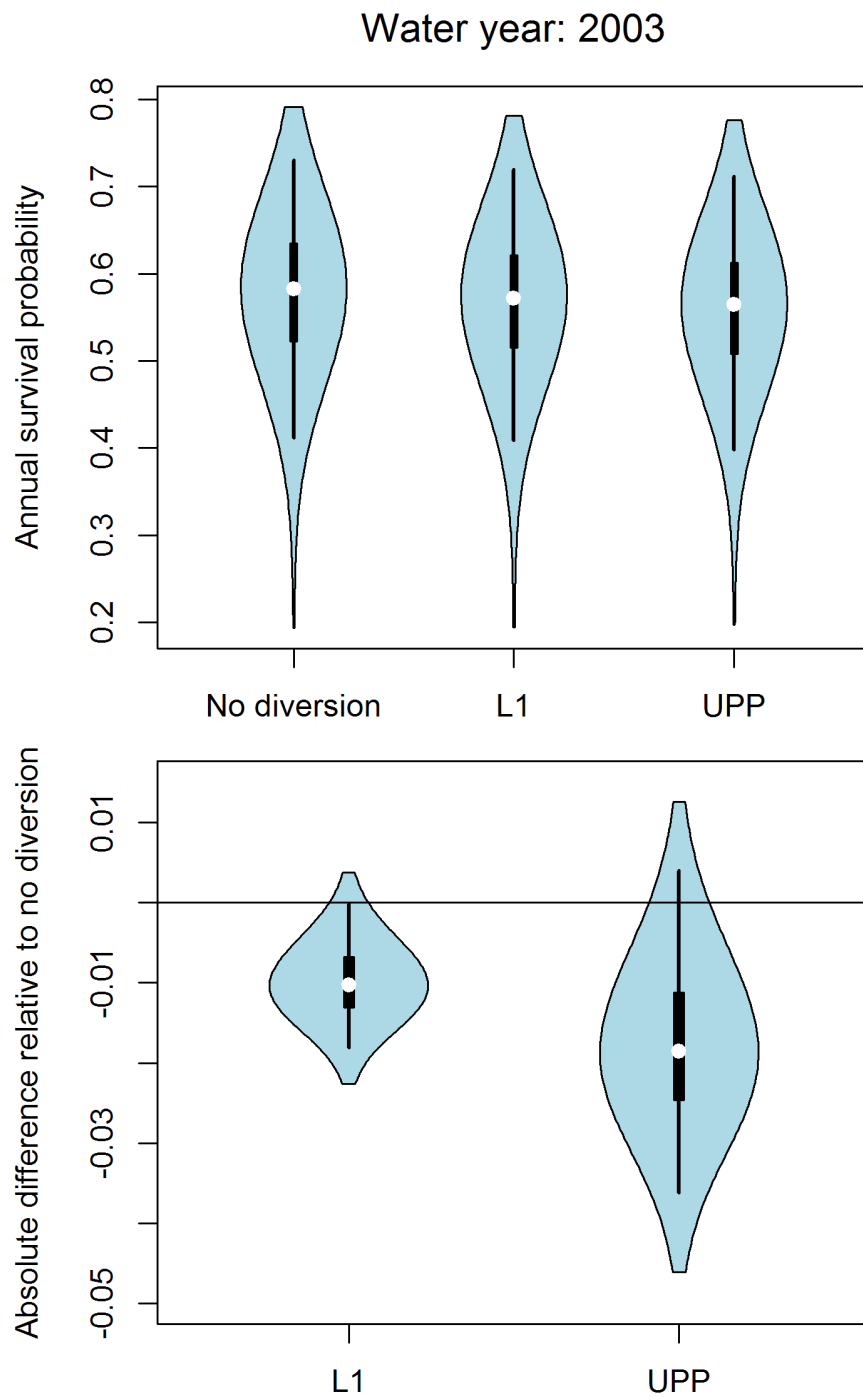 Water year: 2003
Annual survival probability
0.8
0.7
0.6
0.5
0.4
0.3
0.2
No diversion L1 UPP
Absolute difference relative to no diversion
0.01
-0.01
-0.03
-0.05
L1 UPP